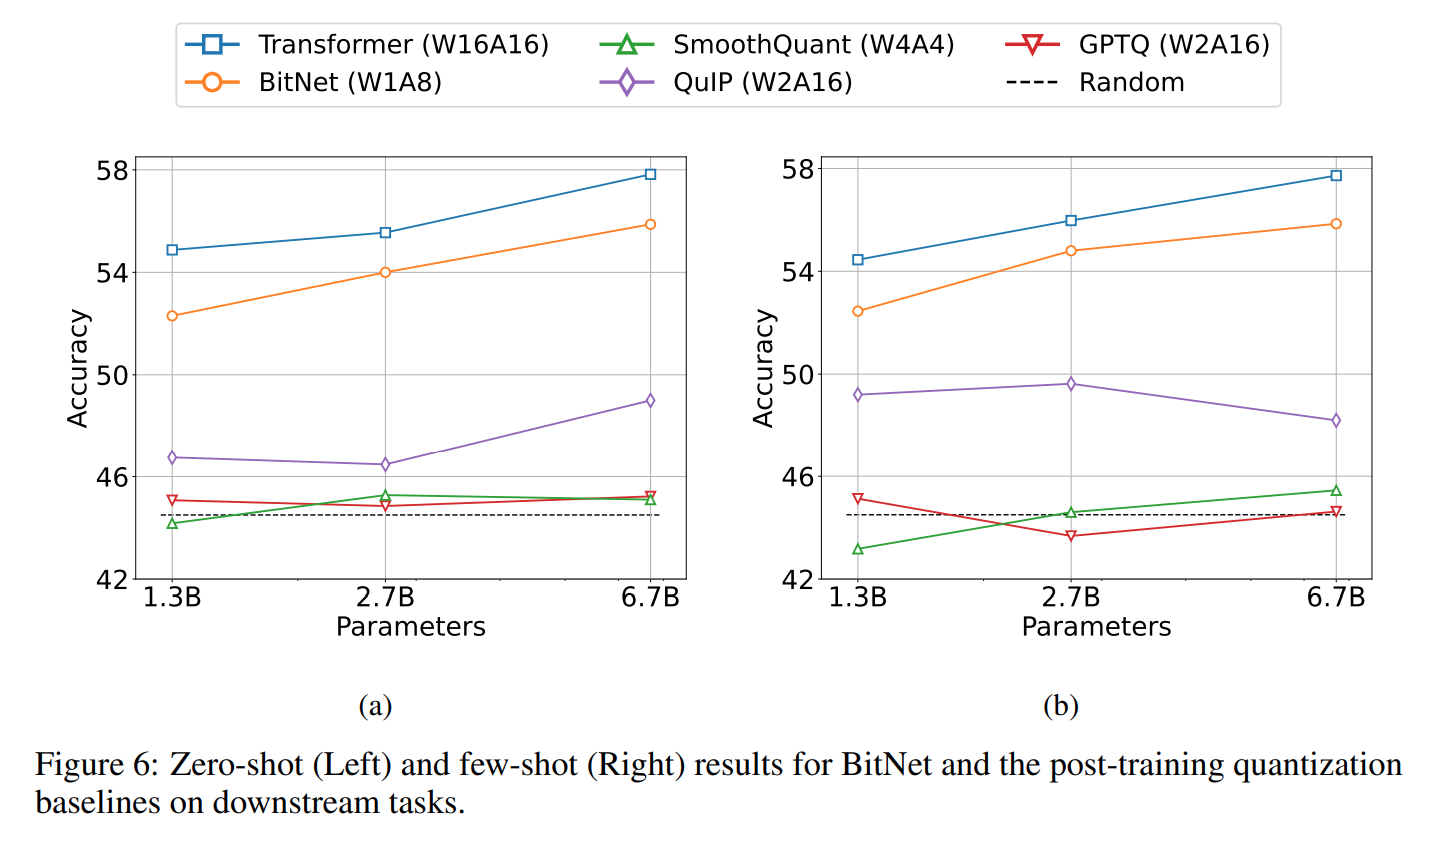 Transformer (W16A16)
SmoothQuant (W4A4)
GPTQ (W2A16)
BitNet (W1A8)
QuIP (W2A16)
Random
58
54
50
46
42
Accuracy
1.3B
2.7B
6.7B
Parameters
(a)
58
54
50
46
42
Accuracy
1.3B
2.7B
6.7B
Parameters
(b)
Figure 6: Zero-shot (Left) and few-shot (Right) results for BitNet and the post-training quantization
baselines on downstream tasks.